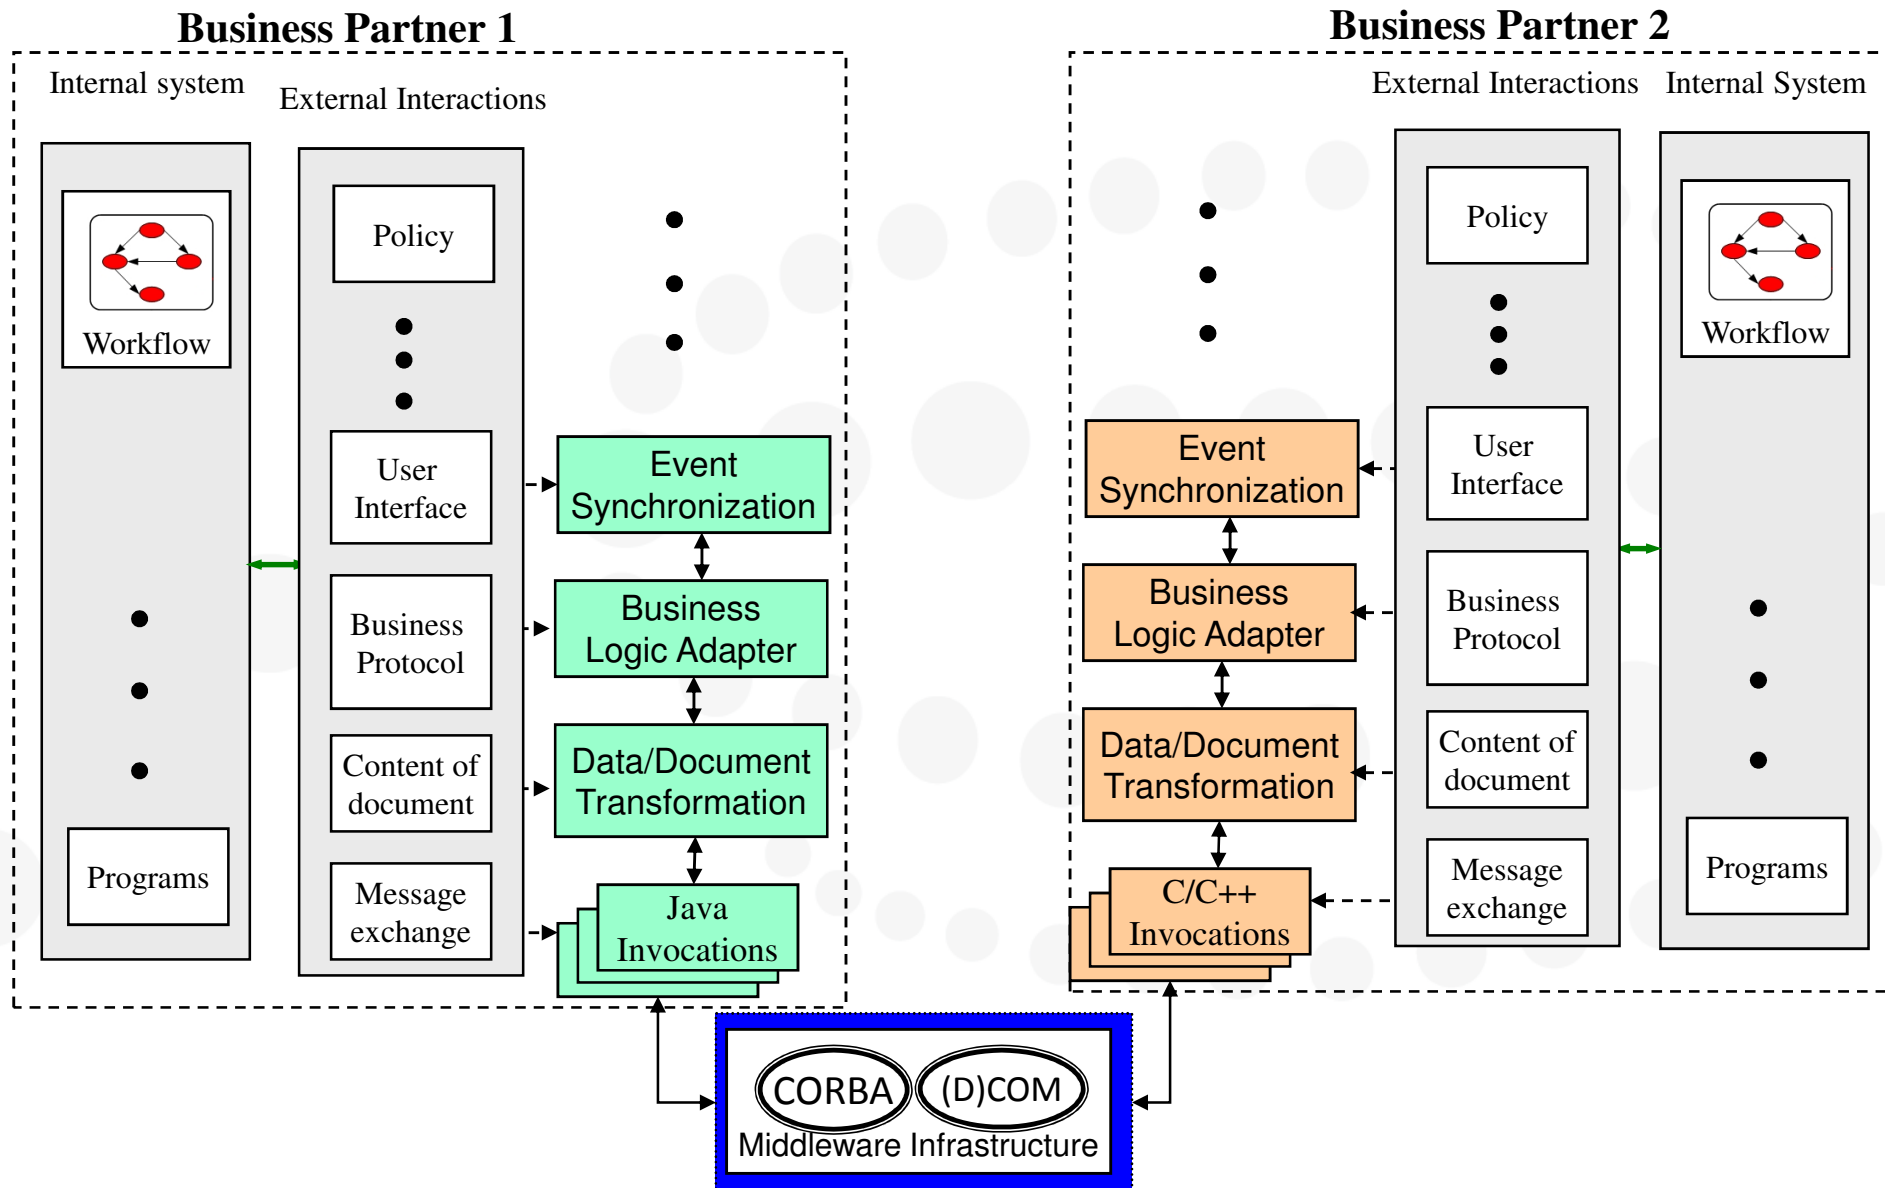 Business Partner 1
Internal system
External Interactions
Workflow
Programs
Policy
User
Interface
Business
Protocol
Content of
document
Message
exchange
Event
Synchronization
Business
Logic Adapter
Data/Document
Transformation
Java
Invocations
Business Partner 2
External Interactions
Internal System
Event
Synchronization
Business
Logic Adapter
Data/Document
Transformation
C/C++
Invocations
Policy
User
Interface
Business
Protocol
Content of
document
Message
exchange
Workflow
Programs
CORBA
(D)COM
Middleware Infrastructure